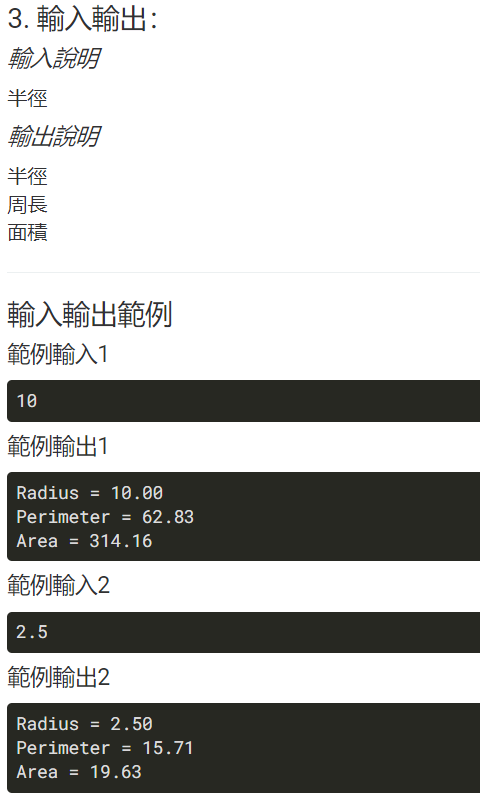 3. 輸入輸出：
輸入說明
半徑
輸出說明
半徑
周長
面積
輸入輸出範例
範例輸入1
10
範例輸出1
Radius = 10.00
Perimeter = 62.83
Area = 314.16
範例輸入2
2.5
範例輸出2
Radius = 2.50
Perimeter = 15.71
Area = 19.63